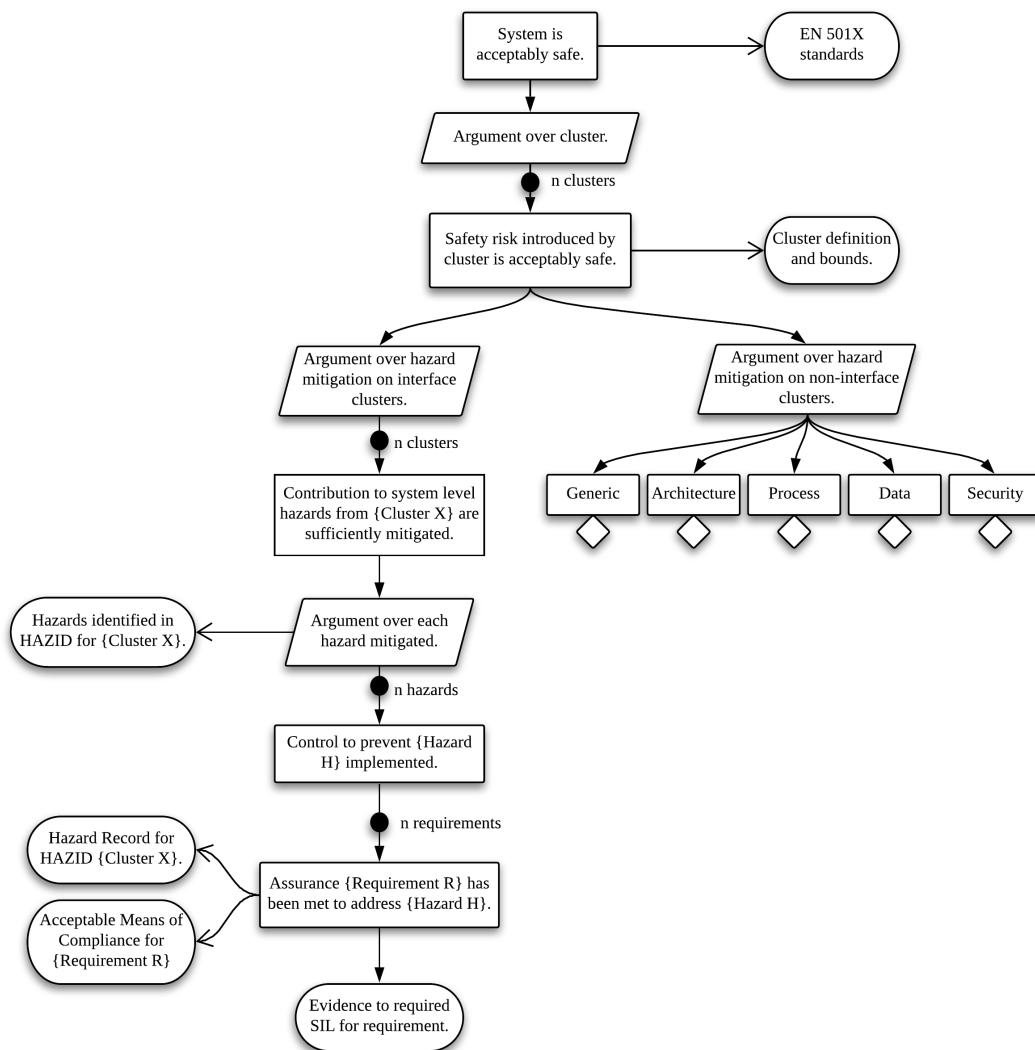 System is
acceptably safe.
EN 501X
standards
Argument over cluster.
n clusters
Safety risk introduced by
cluster is acceptably safe.
Cluster definition
and bounds.
Argument over hazard
mitigation on interface
clusters.
Argument over hazard
mitigation on non-interface
clusters.
n clusters
Generic
Architecture
Process
Data
Security
Contribution to system level
hazards from {Cluster X} are
sufficiently mitigated.
Hazards identified in
HAZID for {Cluster X}.
Argument over each
hazard mitigated.
n hazards
Control to prevent {Hazard
H} implemented.
n requirements
Hazard Record for
HAZID {Cluster X}.
Assurance {Requirement R} has
been met to address {Hazard H}.
Acceptable Means of
Compliance for
{Requirement R}
Evidence to required
SIL for requirement.